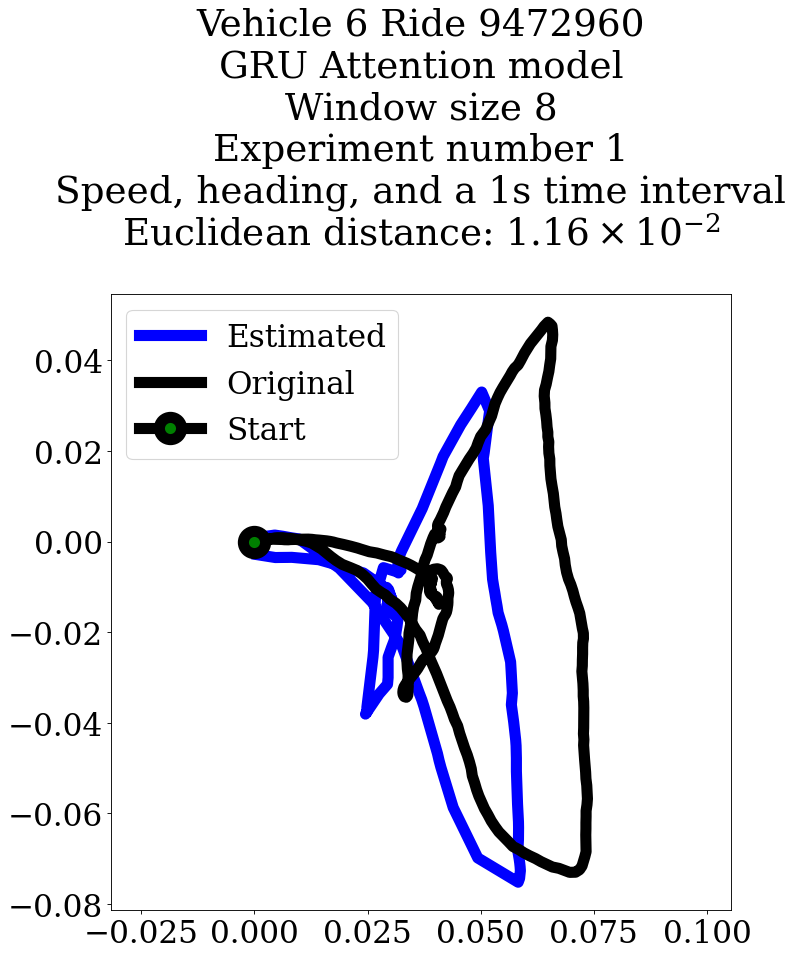 Vehicle 6 Ride 9472960
GRU Attention model
Window size 8
Experiment number 1
Speed, heading, and a 1s time interval
Euclidean distance: 1.16 × 10⁻²
Estimated
Original
Start
0.04
0.02
0.00
−0.02
−0.04
−0.06
−0.08
−0.025 0.000 0.025 0.050 0.075 0.100